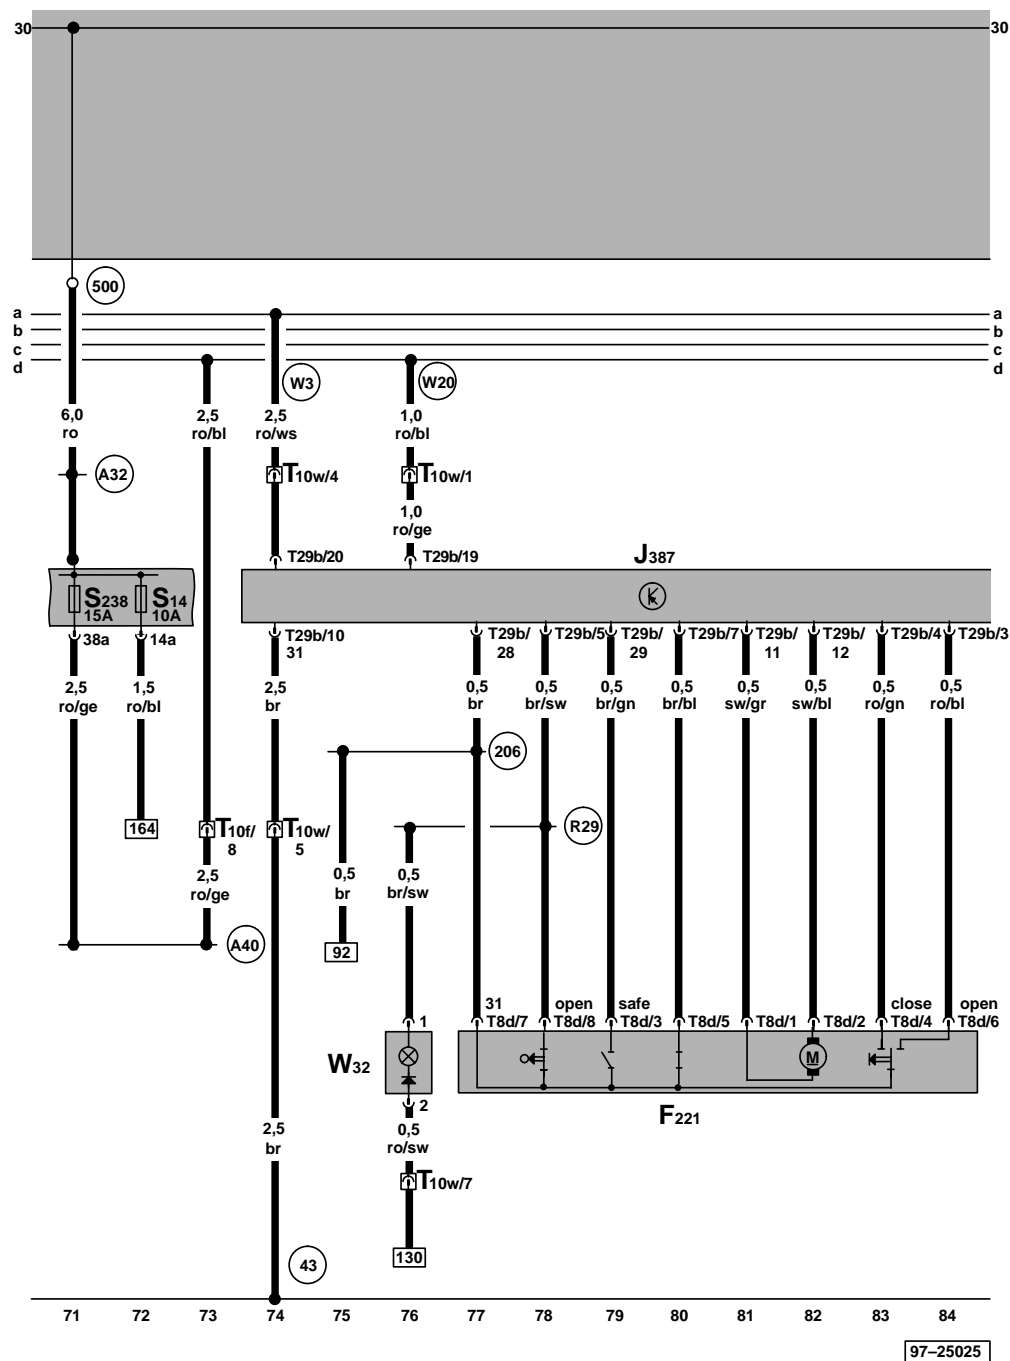 30 30
500
a a
b b
c c
d d
W3 W20
6,0 2,5 2,5 1,0
ro ro/bl ro/ws ro/bl
A32 T10w/4 T10w/1
1,0
ro/ge
T29b/20 T29b/19 J387
S238 S14
15A 10A
38a 14a T29b/10 T29b/ T29b/5 T29b/ T29b/7 T29b/ T29b/ T29b/4 T29b/3
31 28 29 11 12
2,5 1,5 2,5 0,5 0,5 0,5 0,5 0,5 0,5 0,5 0,5
ro/ge ro/bl br br br/sw br/gn br/bl sw/gr sw/bl ro/gn ro/bl
206
164 T10f/ T10w/ R29
8 5
2,5 0,5 0,5
ro/ge br br/sw
A40 92
31 open safe close open
1 T8d/7 T8d/8 T8d/3 T8d/5 T8d/1 T8d/2 T8d/4 T8d/6
W32 M
2
F221
2,5 0,5
br ro/sw
T10w/7
43 130
71 72 73 74 75 76 77 78 79 80 81 82 83 84
97–25025